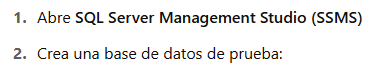 1. Abre SQL Server Management Studio (SSMS)
2. Crea una base de datos de prueba: